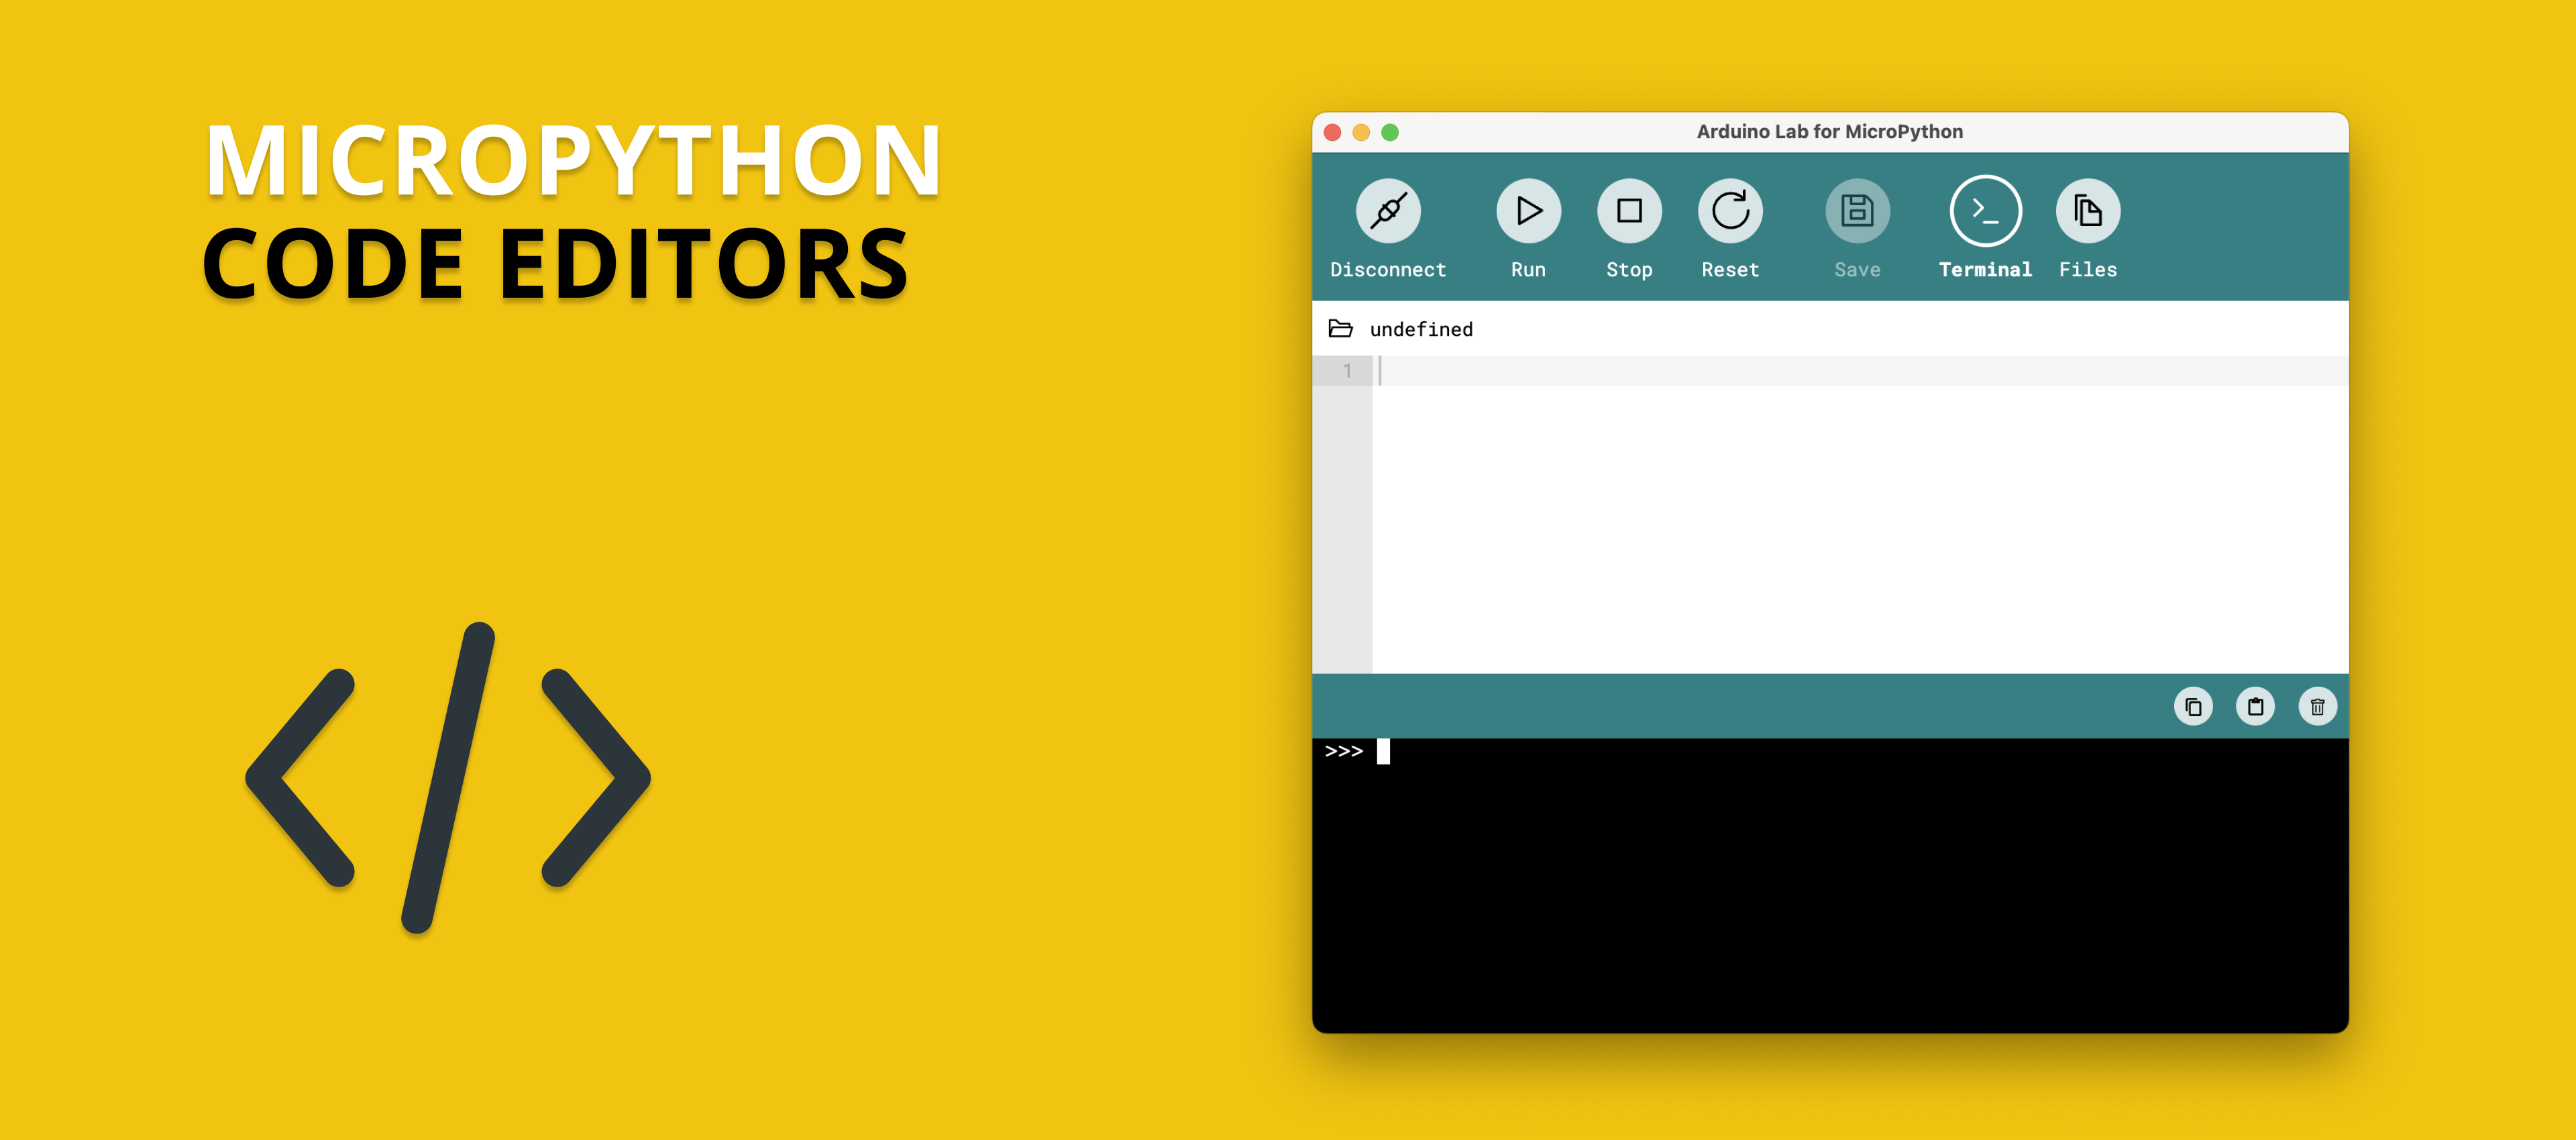 MICROPYTHON
CODE EDITORS
Arduino Lab for MicroPython
Disconnect Run Stop Reset Save Terminal Files
undefined
1
>>>